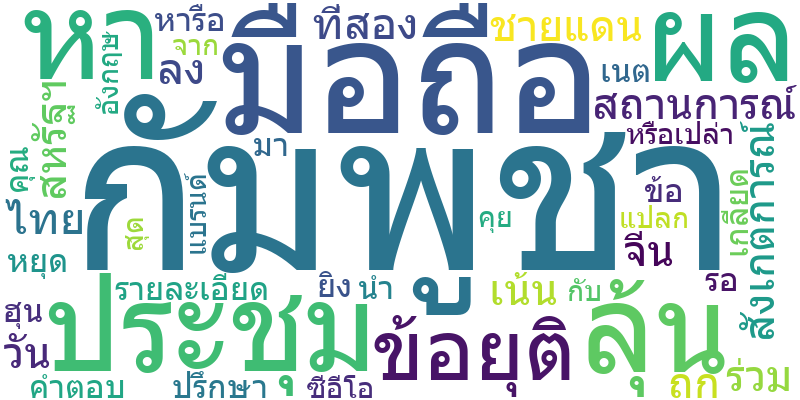 หา
หารือ
ที่สอง
ชายแดน
ผล
จาก
อังกฤษ
ลง
มือถือ
เนต
สหรัฐฯ
สถานการณ์
มา
หรือเปล่า
กัมพูชา
คุณ
แบรนด์
ข้อ
เกลียด
สังเกตการณ์
ไทย
สุด
คุย
แปลก
จีน
หยุด
รอ
รายละเอียด
ยิง
นำ
เน้น
กับ
ฮุน
ประชุม
ข้อยุติ
ลุ้น
วัน
คำตอบ
ปรึกษา
ซีอีโอ
ถก
ร่วม